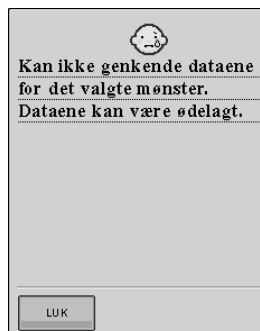 Kan ikke genkende dataene
for det valgte mønster.
Dataene kan være ødelagt.
LUK